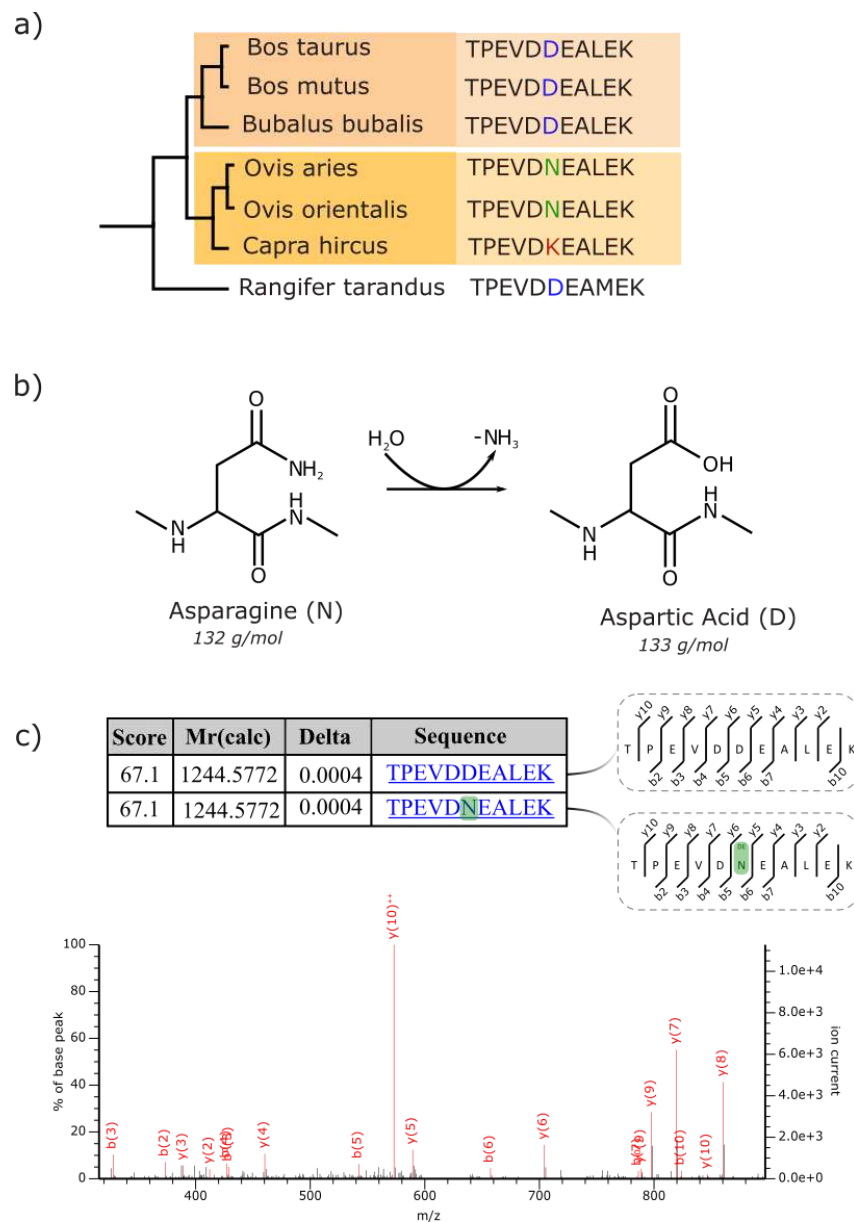 a)
Bos taurus TPEVDDEALEK
Bos mutus TPEVDDEALEK
Bubalus bubalis TPEVDDEALEK
Ovis aries TPEVDNEALEK
Ovis orientalis TPEVDNEALEK
Capra hircus TPEVDKEALEK
Rangifer tarandus TPEVDDEAMEK
b)
O
NH2
N
H
H
N
O
Asparagine (N)
132 g/mol
H2O -NH3
O
OH
N
H
H
N
O
Aspartic Acid (D)
133 g/mol
c)
Score Mr(calc) Delta Sequence
67.1 1244.5772 0.0004 TPEVDDEALEK
67.1 1244.5772 0.0004 TPEVDNEALEK
y10 y9 y8 y7 y6 y5 y4 y3 y2
T P E V D D E A L E K
b2 b3 b4 b5 b6 b7 b10
y10 y9 y8 y7 y6 y5 y4 y3 y2
T P E V D N E A L E K
b2 b3 b4 b5 b6 b7 b10
% of base peak
100
80
60
40
20
0
b(3) b(2) y(3) y(2) y(4) b(5) y(10)++ y(5) b(6) y(6) y(9) y(7) b(10) y(10) y(8)
1.0e+4
8.0e+3
6.0e+3
4.0e+3
2.0e+3
0.0e+0
ion current
400 500 600 700 800
m/z